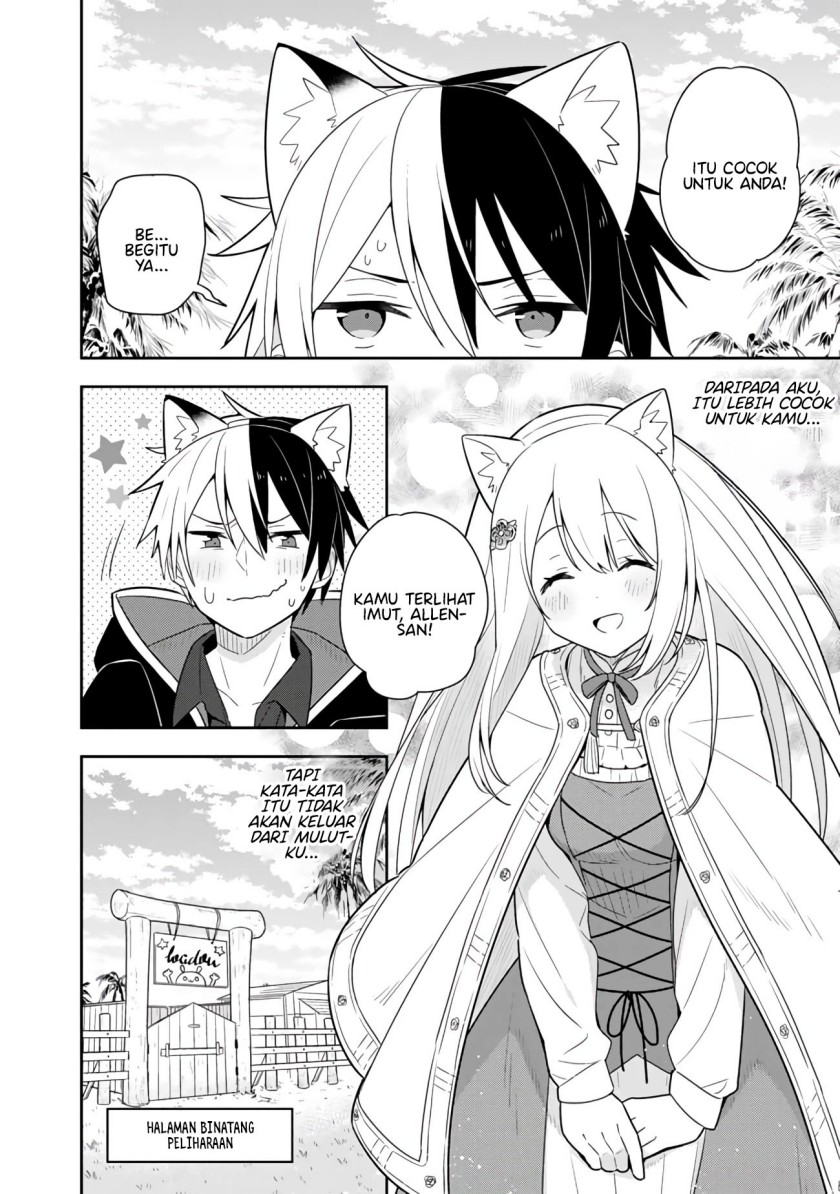 ITU COCOK
UNTUK ANDA!
BE...
BEGITU
YA...
DARIPADA AKU,
ITU LEBIH COCOK
UNTUK KAMU...
KAMU TERLIHAT
IMUT, ALLEN-
SAN!
TAPI
KATA-KATA
ITU TIDAK
AKAN KELUAR
DARI MULUT-
KU...
HALAMAN BINATANG
PELIHARAAN